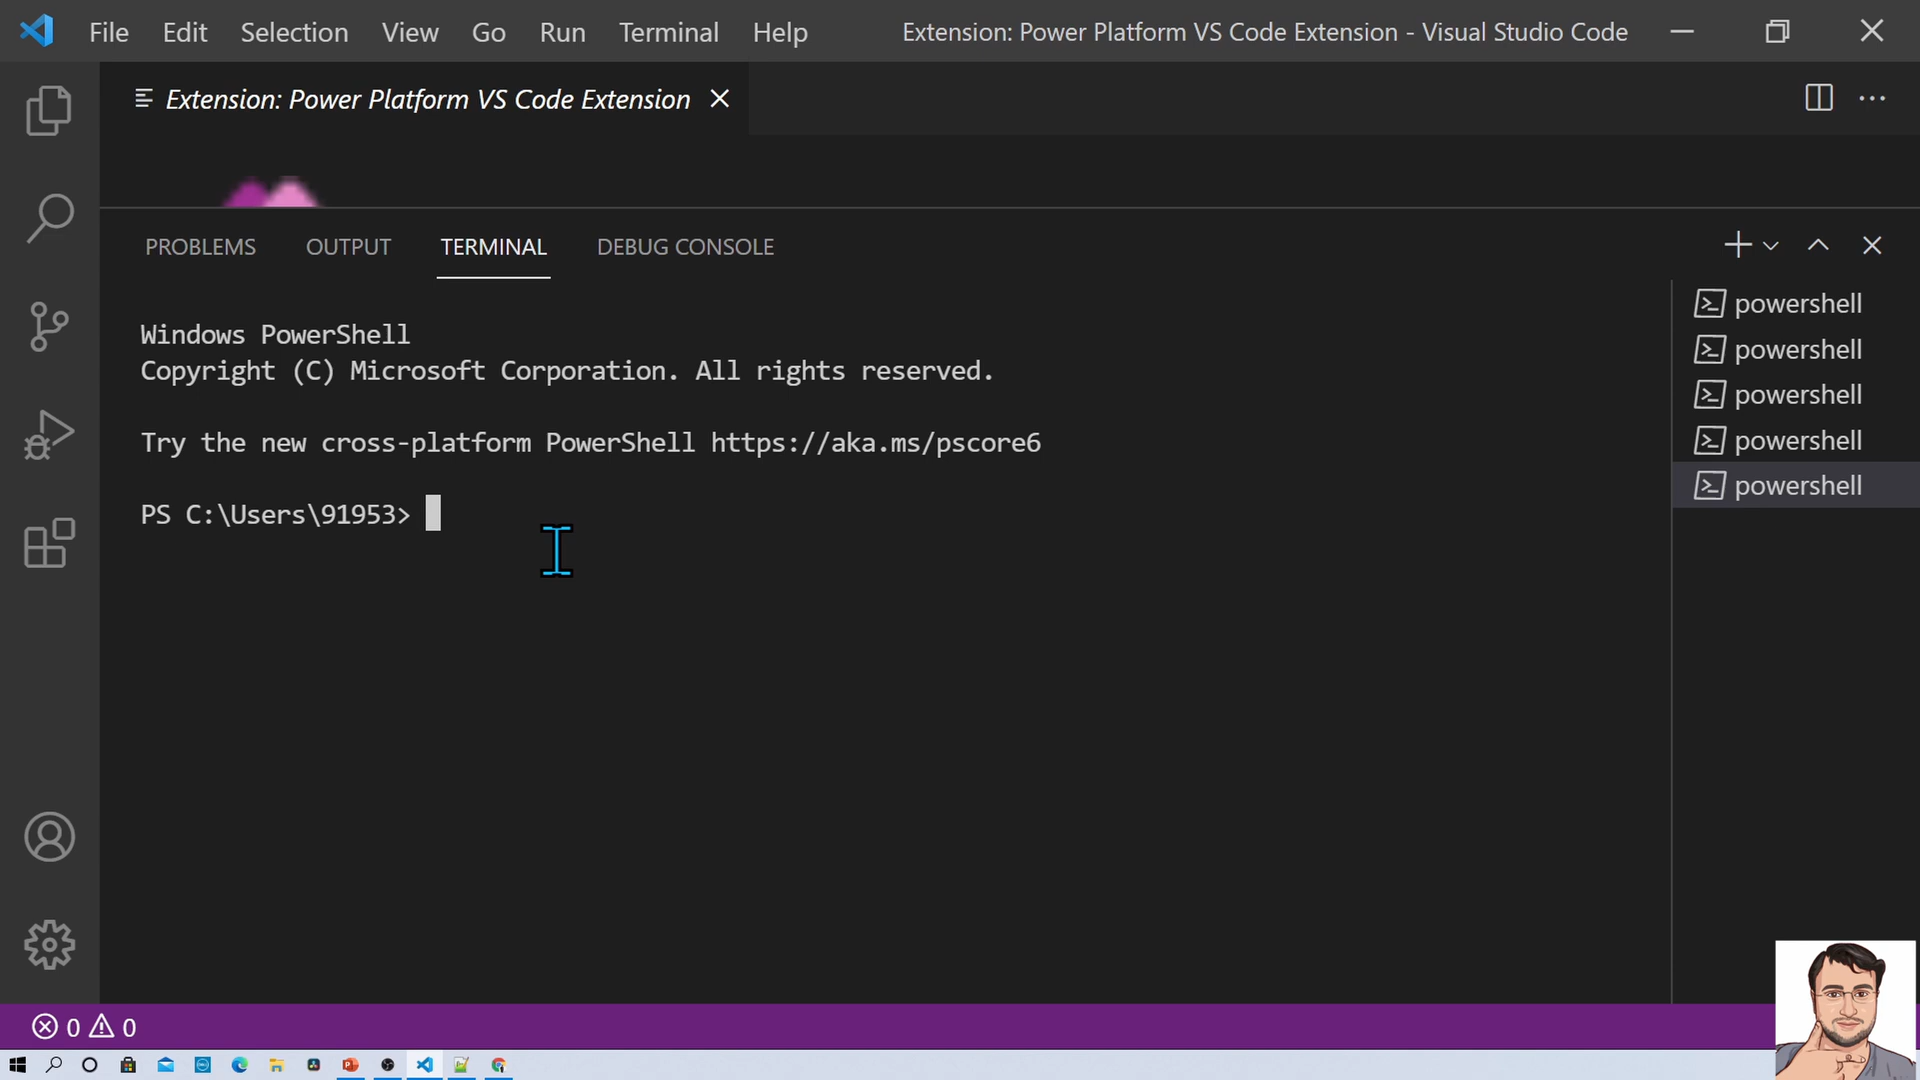 File Edit Selection View Go Run Terminal Help Extension: Power Platform VS Code Extension - Visual Studio Code
Extension: Power Platform VS Code Extension
PROBLEMS OUTPUT TERMINAL DEBUG CONSOLE
Windows PowerShell
Copyright (C) Microsoft Corporation. All rights reserved.
Try the new cross-platform PowerShell https://aka.ms/pscore6
PS C:\Users\91953>
powershell
powershell
powershell
powershell
powershell
0 0